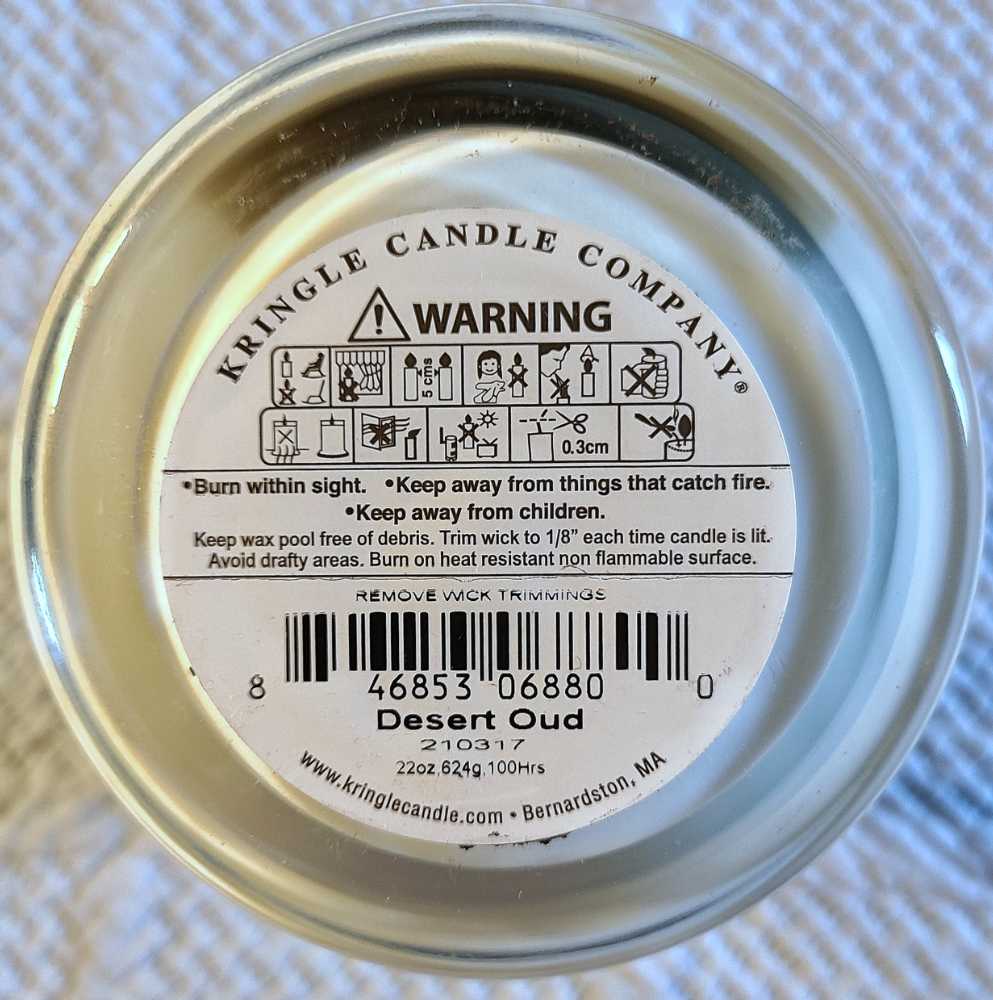 KRINGLE CANDLE COMPANY®
WARNING
5 cms
0.3cm
•Burn within sight. •Keep away from things that catch fire.
•Keep away from children.
Keep wax pool free of debris. Trim wick to 1/8” each time candle is lit.
Avoid drafty areas. Burn on heat resistant non flammable surface.
REMOVE WICK TRIMMINGS
8 46853 06880 0
Desert Oud
210317
22oz,624g,100Hrs
www.kringlecandle.com • Bernardston, MA